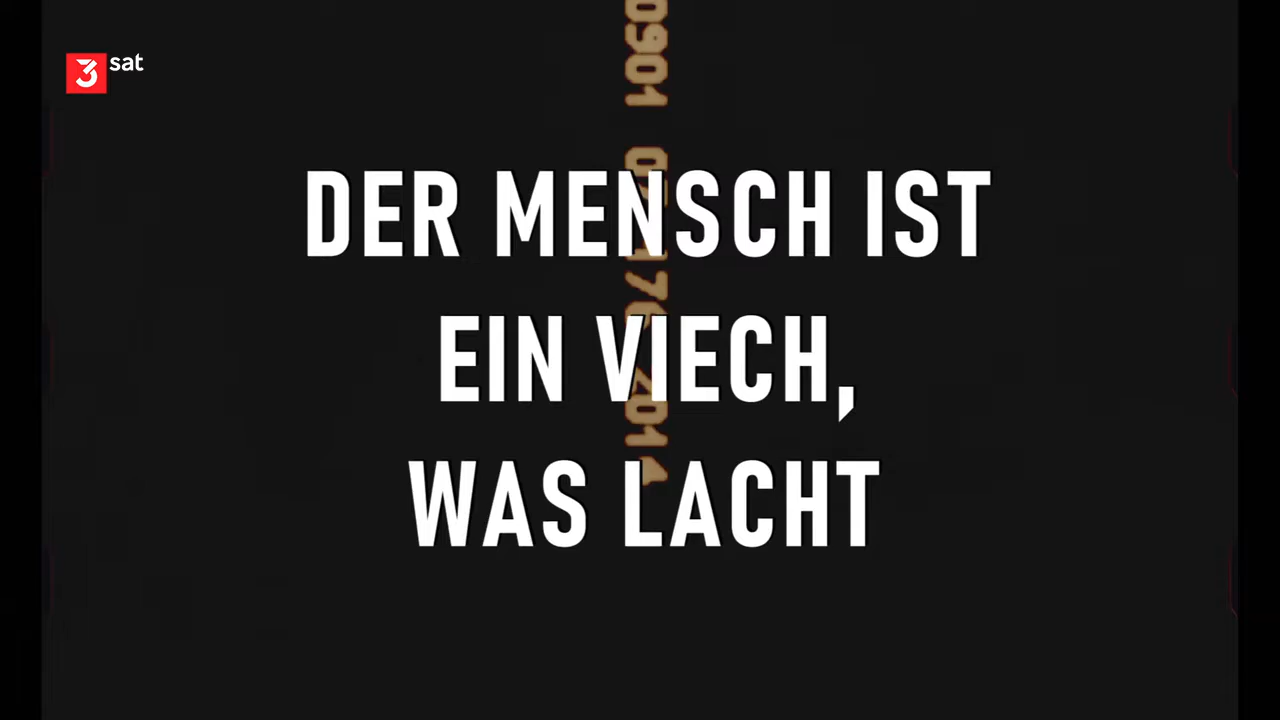 3sat
DER MENSCH IST
EIN VIECH,
WAS LACHT